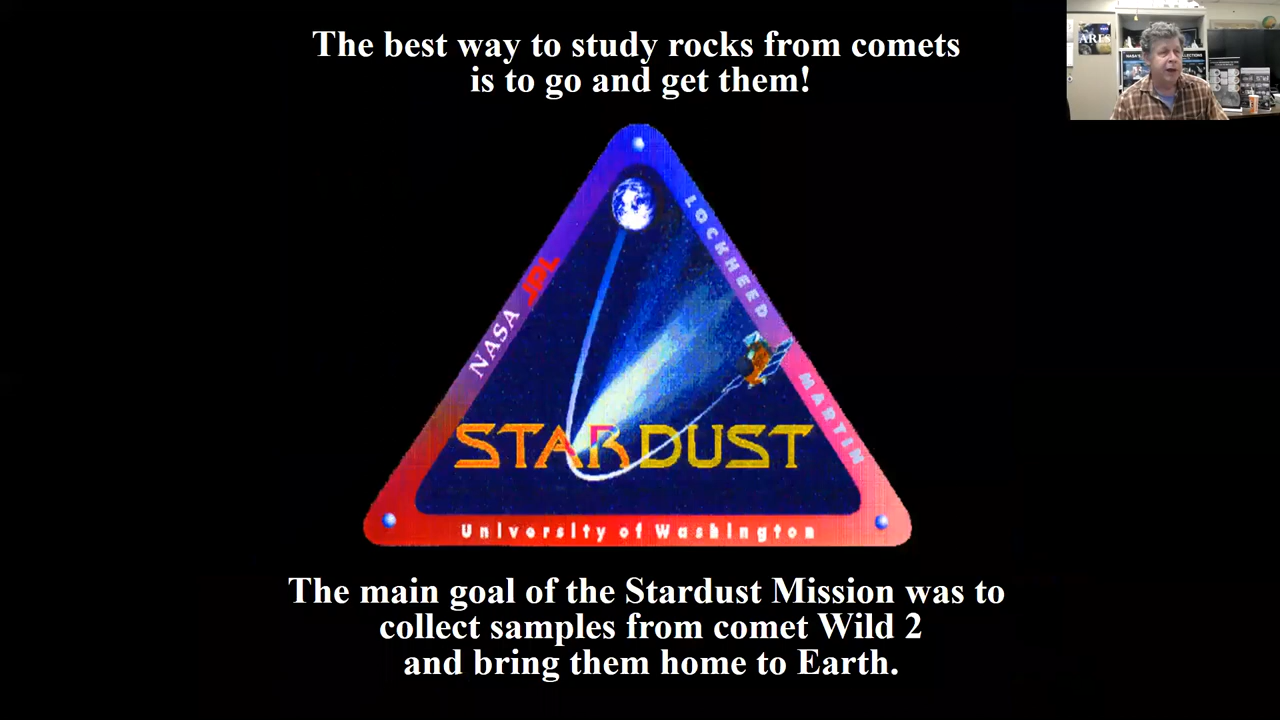 The best way to study rocks from comets
is to go and get them!
ARES
NASA JPL
LOCKHEED MARTIN
STARDUST
University of Washington
The main goal of the Stardust Mission was to
collect samples from comet Wild 2
and bring them home to Earth.